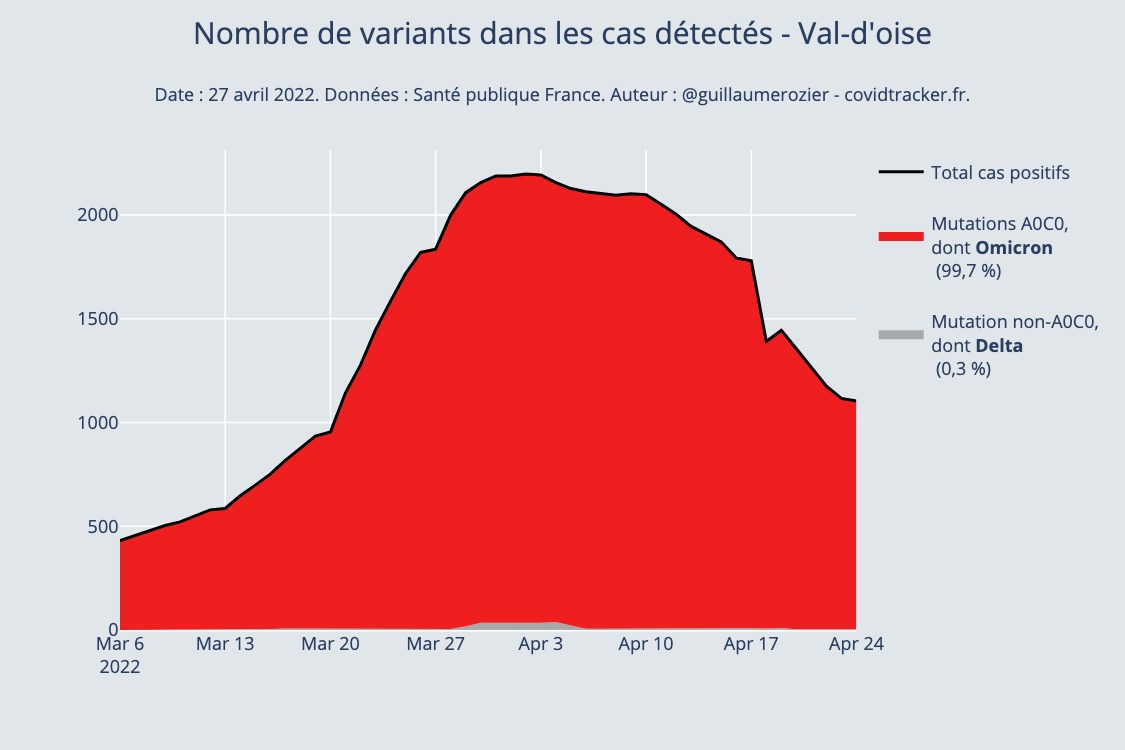 Nombre de variants dans les cas détectés - Val-d'oise
Date : 27 avril 2022. Données : Santé publique France. Auteur : @guillaumerozier - covidtracker.fr.
Total cas positifs
Mutations A0C0,
dont Omicron
(99,7 %)
Mutation non-A0C0,
dont Delta
(0,3 %)
2000
1500
1000
500
0
Mar 6 Mar 13 Mar 20 Mar 27 Apr 3 Apr 10 Apr 17 Apr 24
2022